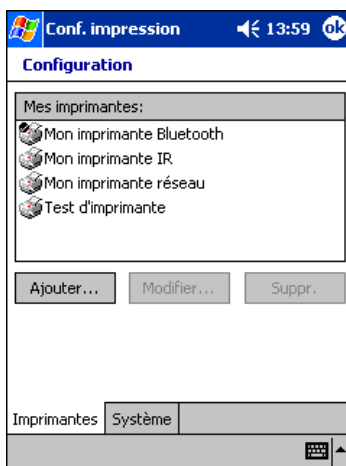 Conf. impression 13:59 ok
Configuration
Mes imprimantes:
Mon imprimante Bluetooth
Mon imprimante IR
Mon imprimante réseau
Test d'imprimante
Ajouter... Modifier... Suppr.
Imprimantes Système